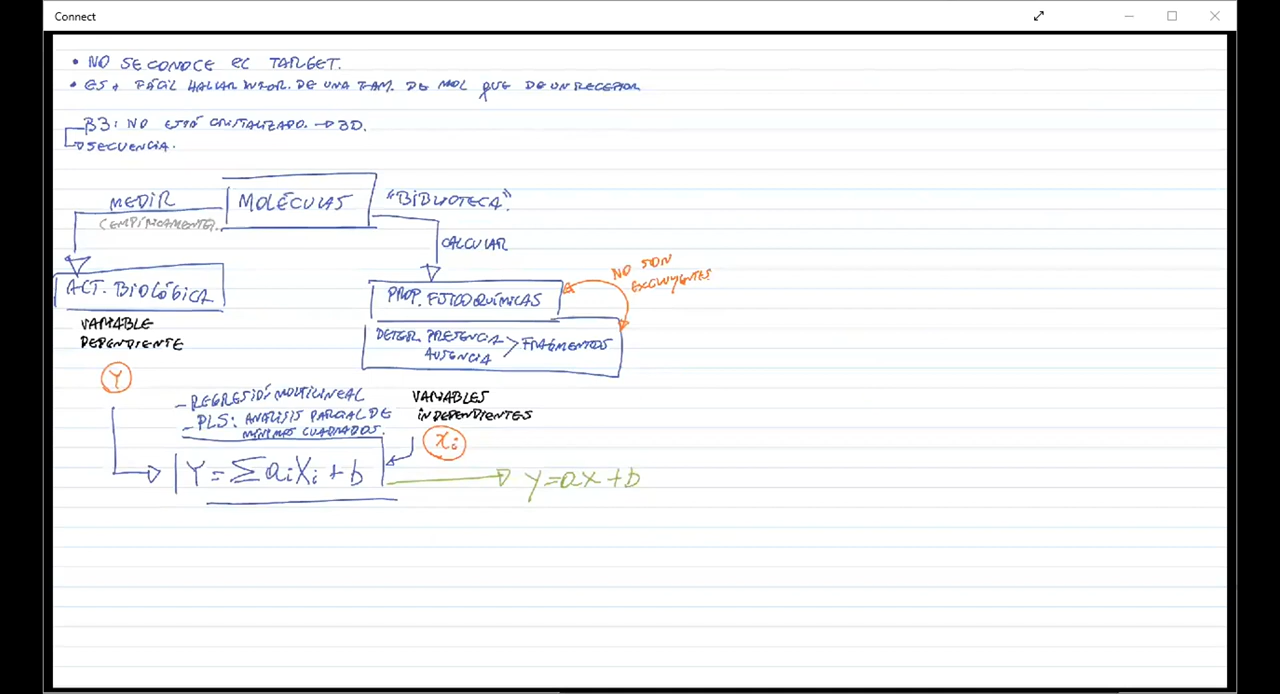 Connect
• NO SE CONOCE EL TARGET.
• ES + FÁCIL HALLAR INFOR. DE UNA FAM. DE MOL QUE DE UN RECEPTOR
B3: NO ESTÁ CRISTALIZADO → 3D.
SECUENCIA.
MEDIR
MOLÉCULAS
"BIBLIOTECA".
(EMPÍRICAMENTE).
CALCULAR
NO SON
EXCLUYENTES
ACT. BIOLÓGICA
PROP. FISICOQUÍMICAS
VARIABLE
DEPENDIENTE
DETER. PRESENCIA
AUSENCIA
> FRAGMENTOS
Y
- REGRESIÓN MULTILINEAL
- PLS: ANÁLISIS PARCIAL DE
MÍNIMOS CUADRADOS.
VARIABLES
INDEPENDIENTES
Xi
Y = ∑ aiXi + b
Y=aX+b